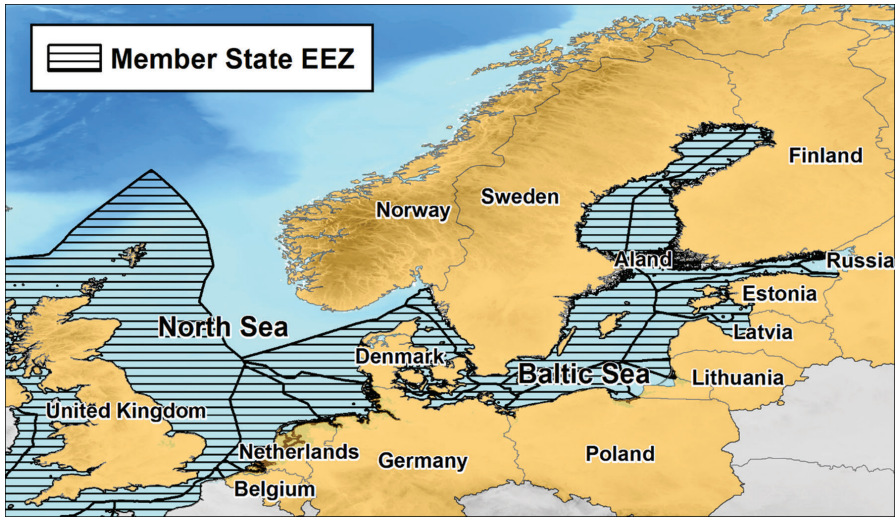 Member State EEZ
Finland
Norway
Sweden
Aland
Russia
Estonia
North Sea
Latvia
Denmark
Baltic Sea
Lithuania
United Kingdom
Netherlands
Germany
Poland
Belgium